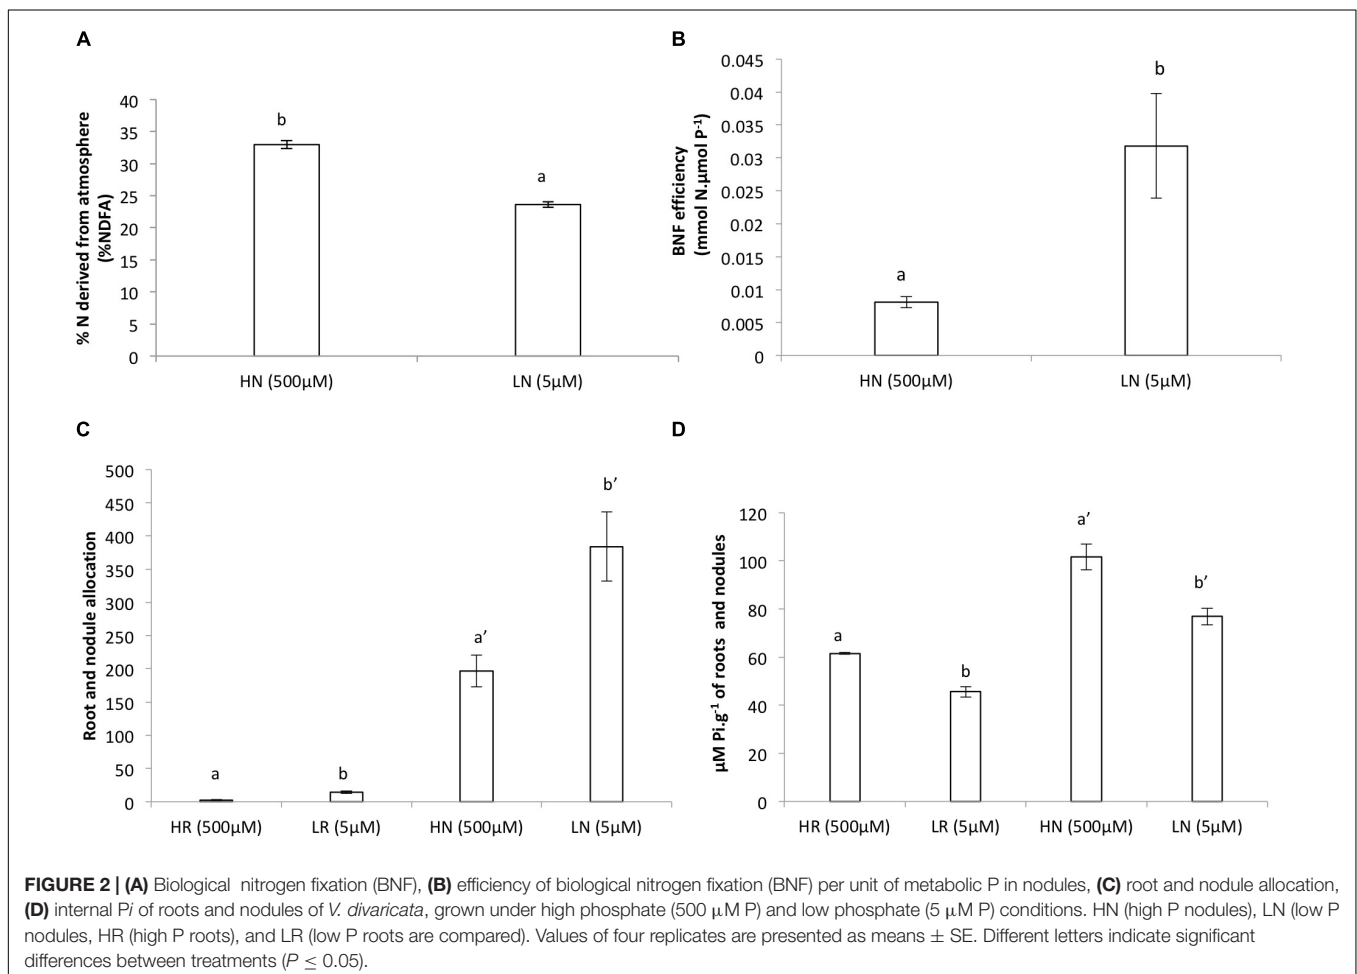 A
% N derived from atmosphere
(%NDFA)
40
35
30
25
20
15
10
5
0
b
a
HN (500µM)
LN (5µM)
B
BNF efficiency
(mmol N.µmol P-1)
0.045
0.04
0.035
0.03
0.025
0.02
0.015
0.01
0.005
0
a
b
HN (500µM)
LN (5µM)
C
Root and nodule allocation
500
450
400
350
300
250
200
150
100
50
0
a
b
a’
b’
HR (500µM)
LR (5µM)
HN (500µM)
LN (5µM)
D
µM Pi.g-1 of roots and nodules
120
100
80
60
40
20
0
a
b
a’
b’
HR (500µM)
LR (5µM)
HN (500µM)
LN (5µM)
FIGURE 2 | (A) Biological nitrogen fixation (BNF), (B) efficiency of biological nitrogen fixation (BNF) per unit of metabolic P in nodules, (C) root and nodule allocation,
(D) internal Pi of roots and nodules of V. divaricata, grown under high phosphate (500 µM P) and low phosphate (5 µM P) conditions. HN (high P nodules), LN (low P
nodules, HR (high P roots), and LR (low P roots are compared). Values of four replicates are presented as means ± SE. Different letters indicate significant
differences between treatments (P ≤ 0.05).